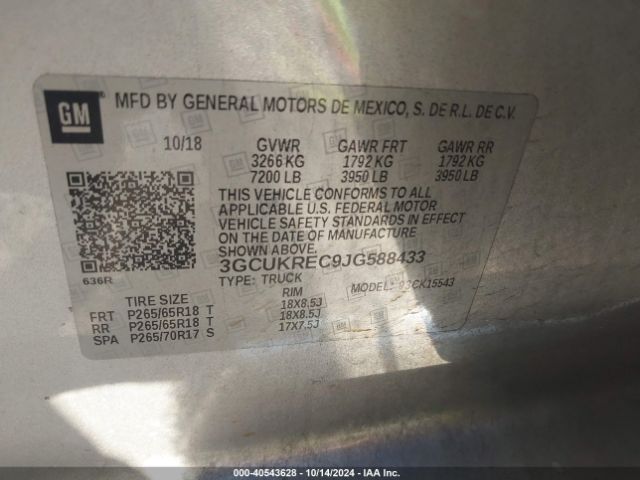 GM MFD BY GENERAL MOTORS DE MEXICO, S. DE R.L. DE C.V.
10/18 GVWR GAWR FRT GAWR RR
3266 KG 1792 KG 1792 KG
7200 LB 3950 LB 3950 LB
THIS VEHICLE CONFORMS TO ALL
APPLICABLE U.S. FEDERAL MOTOR
VEHICLE SAFETY STANDARDS IN EFFECT
ON THE DATE OF MANUFACTURE
SHOWN ABOVE.
3GCUKREC9JG588433
636R TYPE: TRUCK MODEL: 93CK15543
TIRE SIZE RIM
FRT P265/65R18 T 18X8.5J
RR P265/65R18 T 18X8.5J
SPA P265/70R17 S 17X7.5J
000-40543628 - 10/14/2024 - IAA Inc.